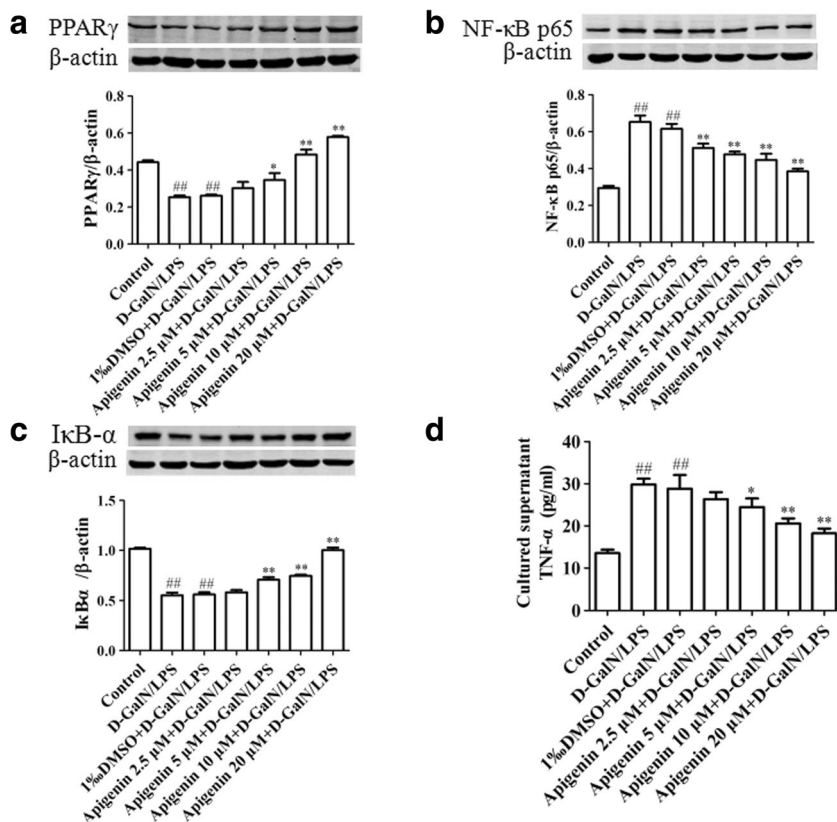 a
PPARγ
β-actin
PPARγ/β-actin
0.8
0.6
0.4
0.2
0.0
##
##
*
**
**
Control
D-GalN/LPS
1‰DMSO+D-GalN/LPS
Apigenin 2.5 µM+D-GalN/LPS
Apigenin 5 µM+D-GalN/LPS
Apigenin 10 µM+D-GalN/LPS
Apigenin 20 µM+D-GalN/LPS
b
NF-κB p65
β-actin
NF-κB p65/β-actin
0.8
0.6
0.4
0.2
0.0
##
##
**
**
**
**
Control
D-GalN/LPS
1‰DMSO+D-GalN/LPS
Apigenin 2.5 µM+D-GalN/LPS
Apigenin 5 µM+D-GalN/LPS
Apigenin 10 µM+D-GalN/LPS
Apigenin 20 µM+D-GalN/LPS
c
IκB-α
β-actin
IκBα /β-actin
1.5
1.0
0.5
0.0
##
##
**
**
**
Control
D-GalN/LPS
1‰DMSO+D-GalN/LPS
Apigenin 2.5 µM+D-GalN/LPS
Apigenin 5 µM+D-GalN/LPS
Apigenin 10 µM+D-GalN/LPS
Apigenin 20 µM+D-GalN/LPS
d
Cultured supernatant
TNF-α (pg/ml)
40
30
20
10
0
##
##
*
**
**
Control
D-GalN/LPS
1‰DMSO+D-GalN/LPS
Apigenin 2.5 µM+D-GalN/LPS
Apigenin 5 µM+D-GalN/LPS
Apigenin 10 µM+D-GalN/LPS
Apigenin 20 µM+D-GalN/LPS